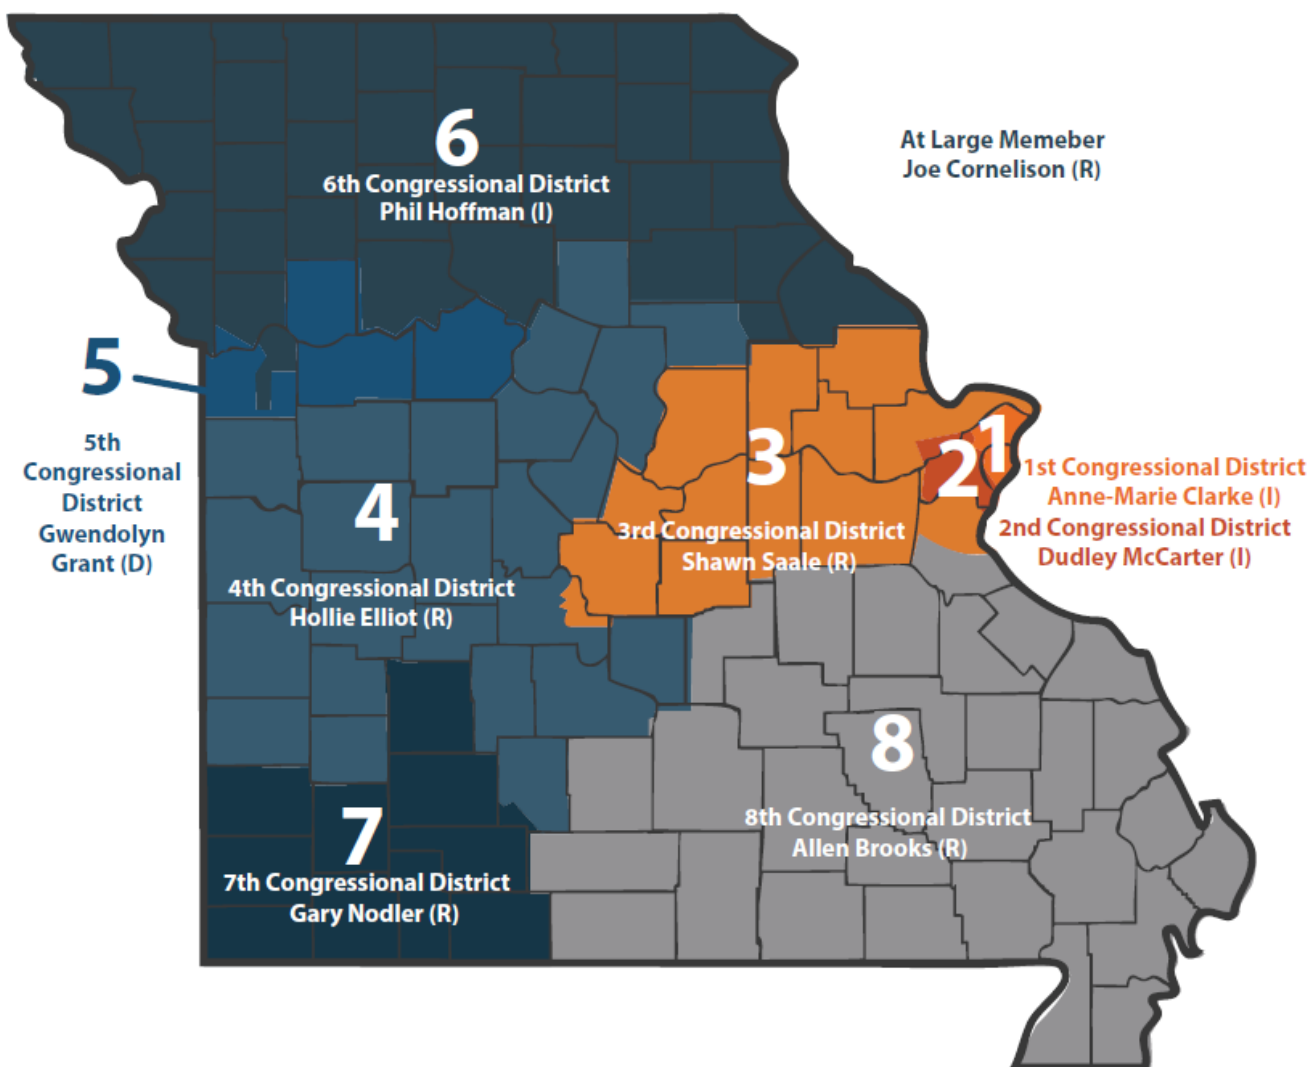 6
6th Congressional District
Phil Hoffman (I)
At Large Memeber
Joe Cornelison (R)
5
5th
Congressional
District
Gwendolyn
Grant (D)
4
4th Congressional District
Hollie Elliot (R)
3
3rd Congressional District
Shawn Saale (R)
2
1
1st Congressional District
Anne-Marie Clarke (I)
2nd Congressional District
Dudley McCarter (I)
7
7th Congressional District
Gary Nodler (R)
8
8th Congressional District
Allen Brooks (R)